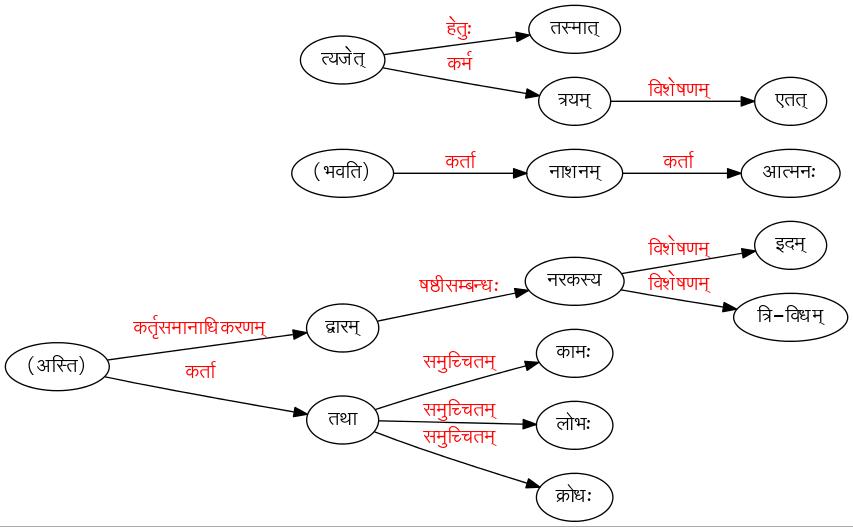 हेतुः
तस्मात्
त्यजेत्
कर्म
त्रयम्
विशेषणम्
एतत्
(भवति)
कर्ता
नाशनम्
कर्ता
आत्मनः
इदम्
विशेषणम्
षष्ठीसम्बन्धः
नरकस्य
विशेषणम्
त्रि-विधम्
कर्तृसमानाधिकरणम्
द्वारम्
(अस्ति)
कर्ता
तथा
समुच्चितम्
कामः
समुच्चितम्
लोभः
समुच्चितम्
क्रोधः